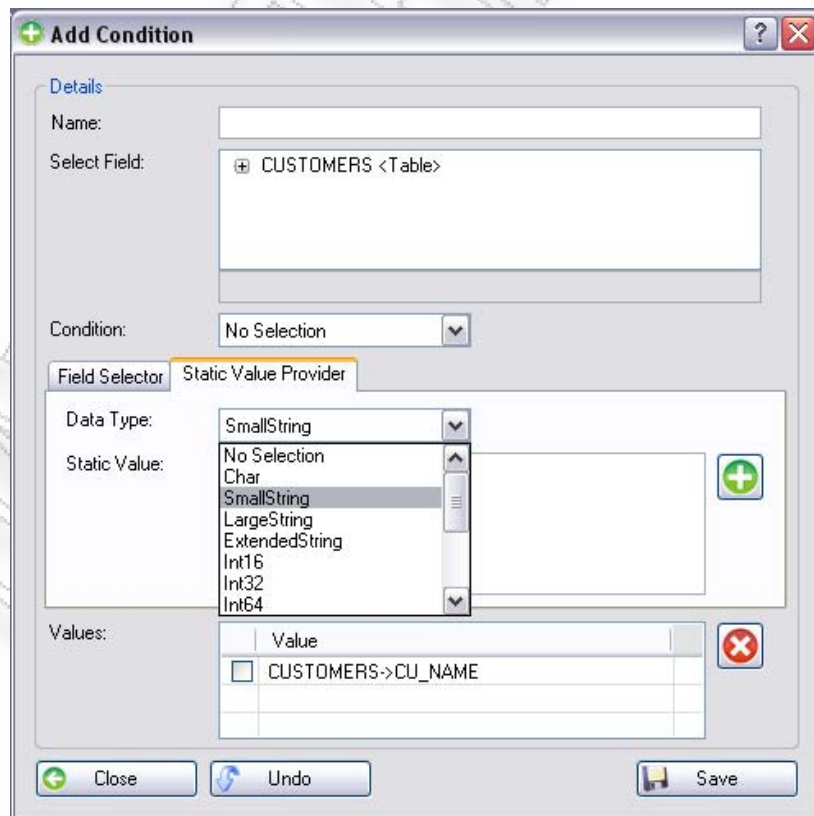 Add Condition
Details
Name:
Select Field:
CUSTOMERS <Table>
Condition:
No Selection
Field Selector
Static Value Provider
Data Type:
SmallString
Static Value:
No Selection
Char
SmallString
LargeString
ExtendedString
Int16
Int32
Int64
Values:
Value
CUSTOMERS->CU_NAME
Close
Undo
Save